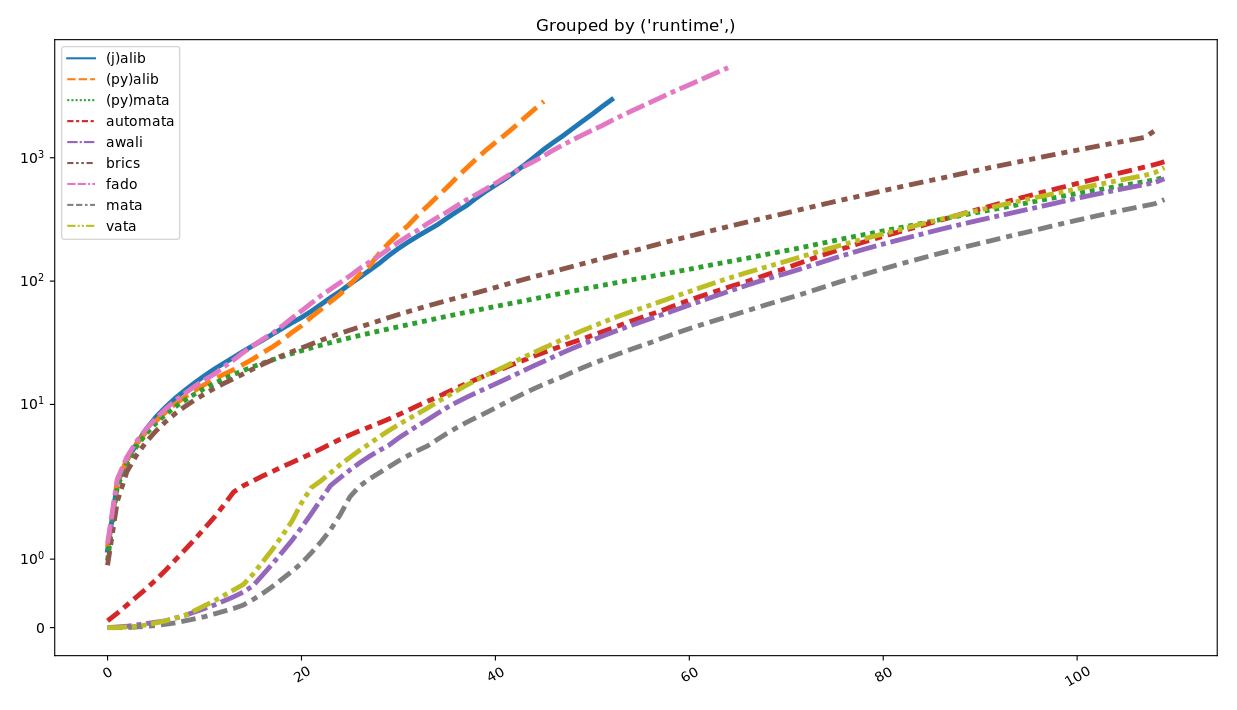 Grouped by ('runtime',)
(j)alib
(py)alib
(py)mata
automata
awali
brics
fado
mata
vata
10³
10²
10¹
10⁰
0
0
20
40
60
80
100